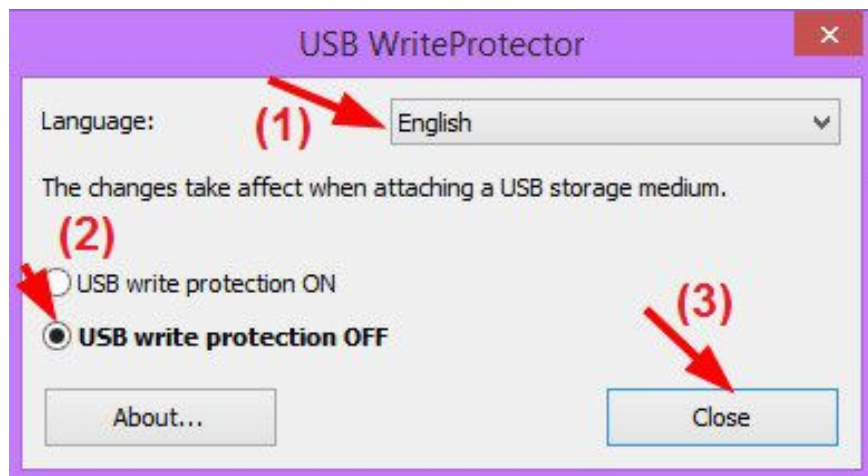 USB WriteProtector
Language:
(1)
English
The changes take affect when attaching a USB storage medium.
(2)
USB write protection ON
(3)
USB write protection OFF
About...
Close